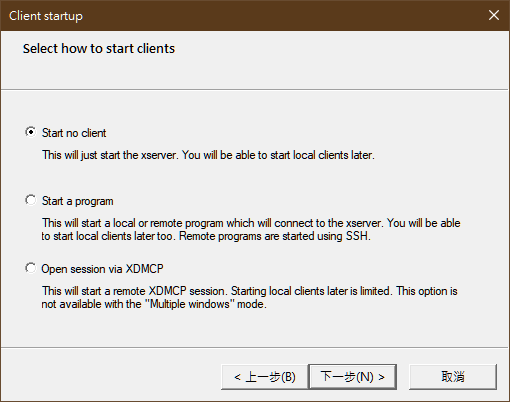 Client startup
Select how to start clients
Start no client
This will just start the xserver. You will be able to start local clients later.
Start a program
This will start a local or remote program which will connect to the xserver. You will be able
to start local clients later too. Remote programs are started using SSH.
Open session via XDMCP
This will start a remote XDMCP session. Starting local clients later is limited. This option is
not available with the "Multiple windows" mode.
< 上一步(B) 下一步(N) > 取消